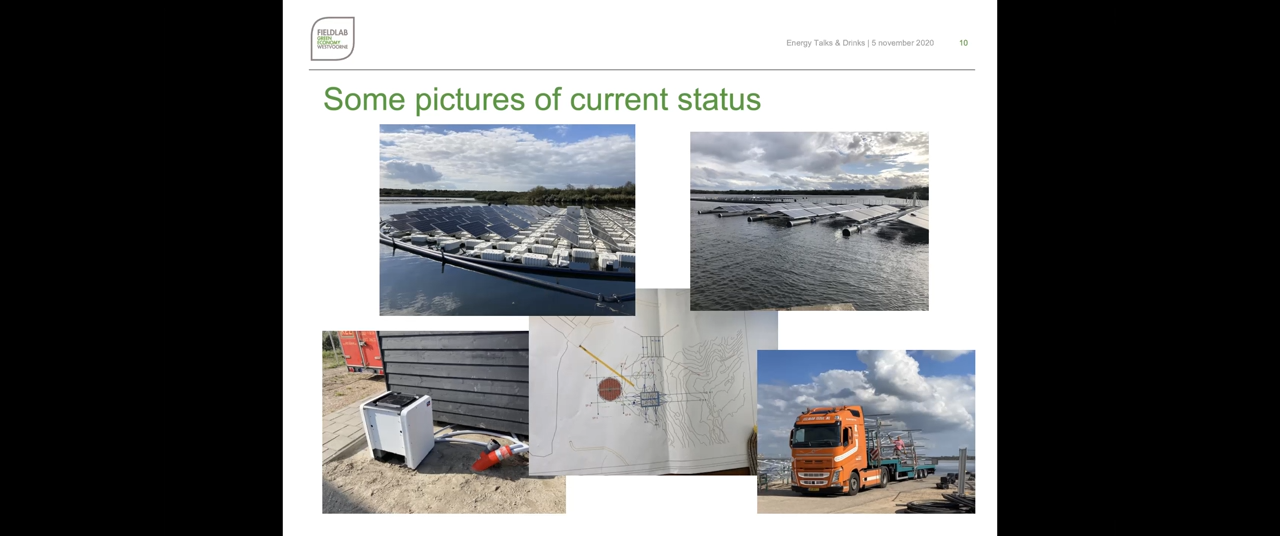 FIELDLAB
GREEN
ECONOMY
WESTVOORNE
Energy Talks & Drinks | 5 november 2020
10
Some pictures of current status